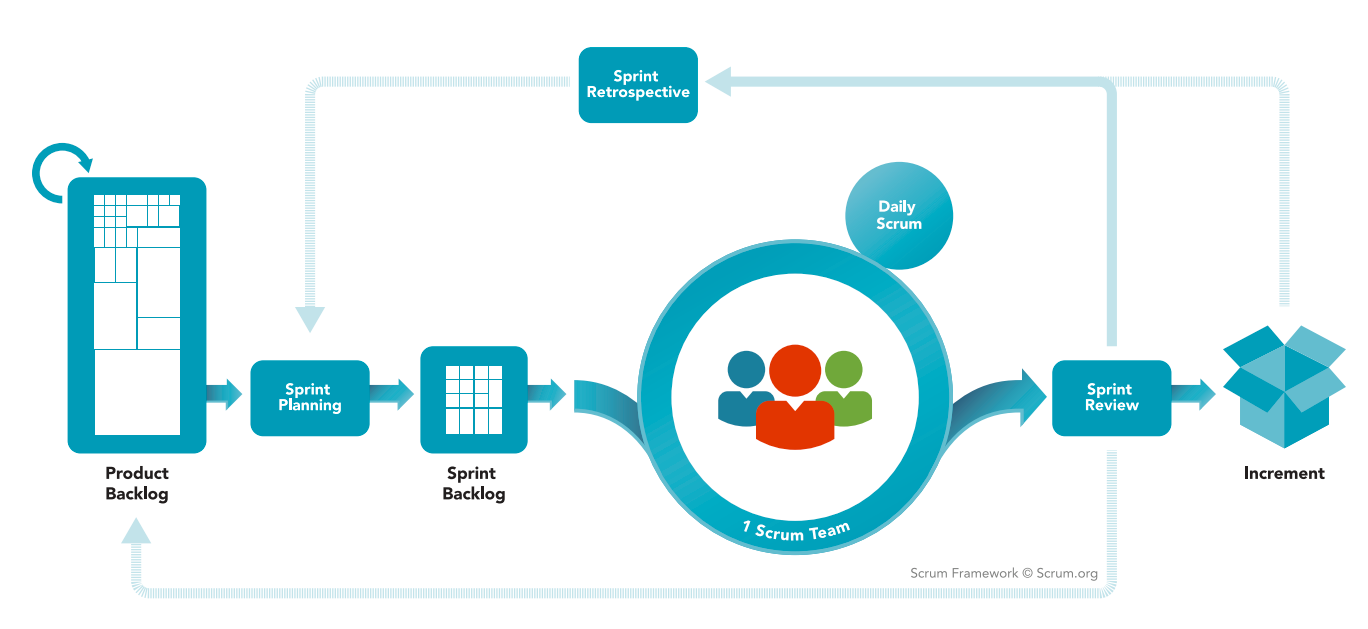 Sprint
Retrospective
Daily
Scrum
Sprint
Planning
Sprint
Review
Product
Backlog
Sprint
Backlog
Increment
1 Scrum Team
Scrum Framework © Scrum.org